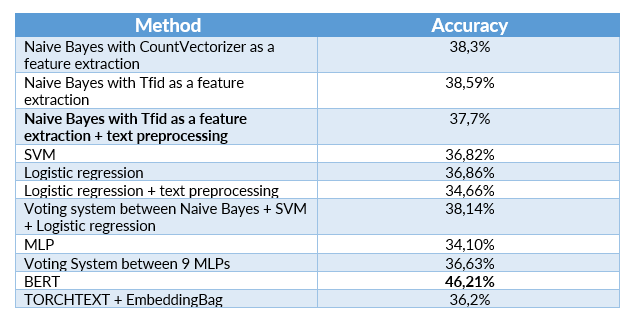 Method Accuracy
Naive Bayes with CountVectorizer as a 38,3%
feature extraction
Naive Bayes with Tfid as a feature 38,59%
extraction
Naive Bayes with Tfid as a feature 37,7%
extraction + text preprocessing
SVM 36,82%
Logistic regression 36,86%
Logistic regression + text preprocessing 34,66%
Voting system between Naive Bayes + SVM 38,14%
+ Logistic regression
MLP 34,10%
Voting System between 9 MLPs 36,63%
BERT 46,21%
TORCHTEXT + EmbeddingBag 36,2%